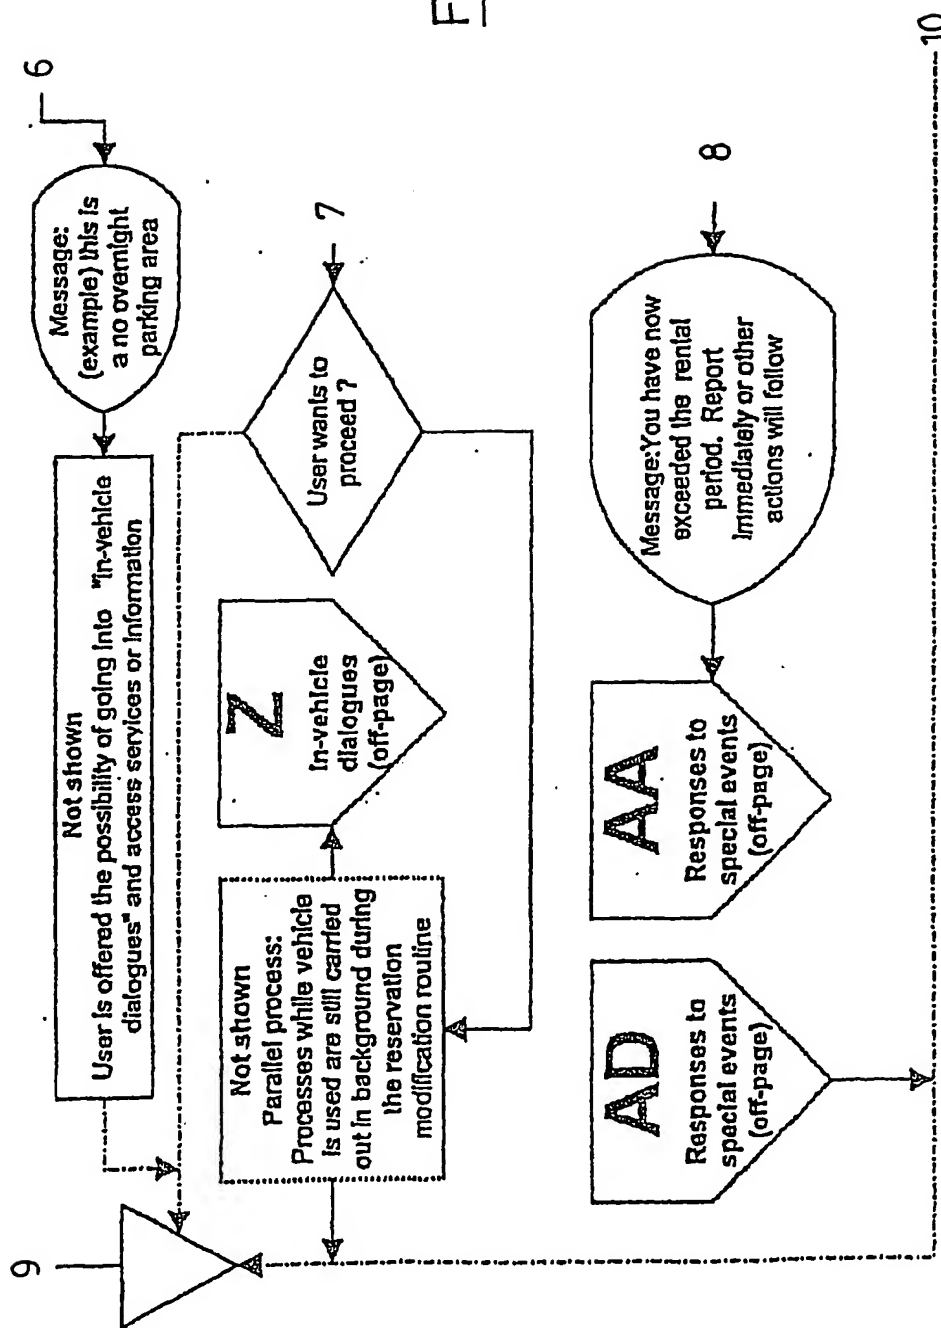 6
Message:
(example) this is
a no overnight
parking area
Not shown
User is offered the possibility of going into "in-vehicle
dialogues" and access services or information
9
7
User wants to
proceed ?
Z
In-vehicle
dialogues
(off-page)
Not shown
Parallel process:
Processes while vehicle
is used are still carried
out in background during
the reservation
modification routine
8
Message:You have now
exceeded the rental
period. Report
Immediately or other
actions will follow
AA
Responses to
special events
(off-page)
AD
Responses to
special events
(off-page)
10
F